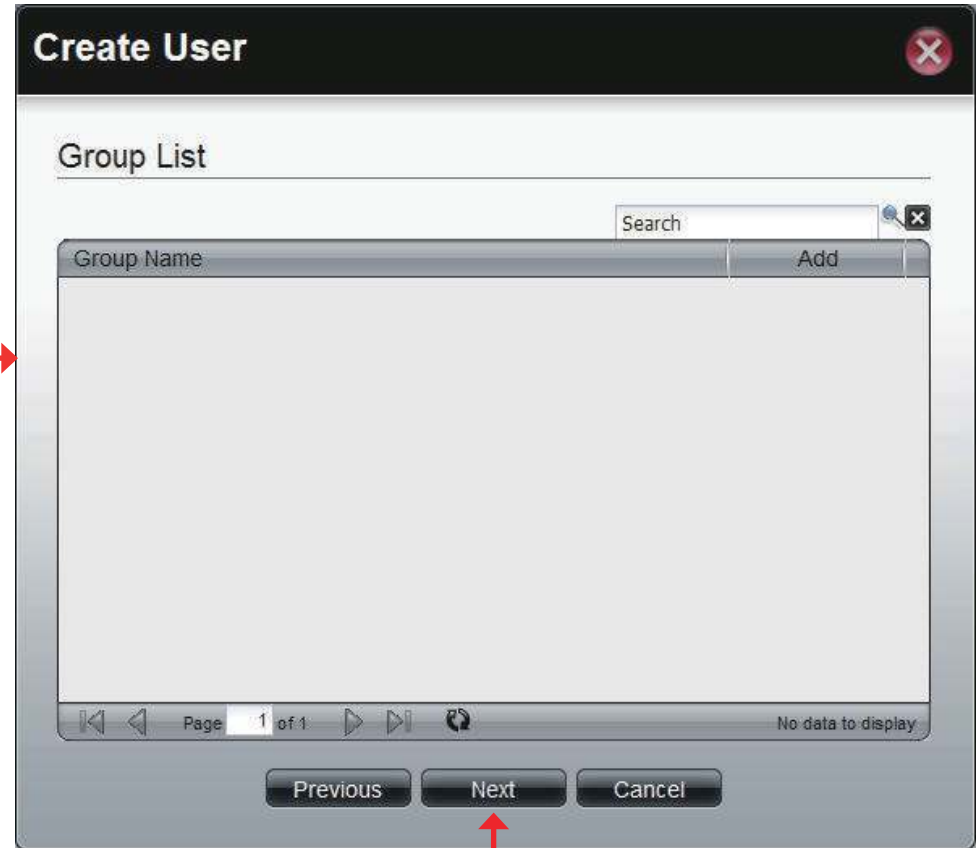 Create User
Group List
Search
Group Name Add
Page 1 of 1 No data to display
Previous Next Cancel